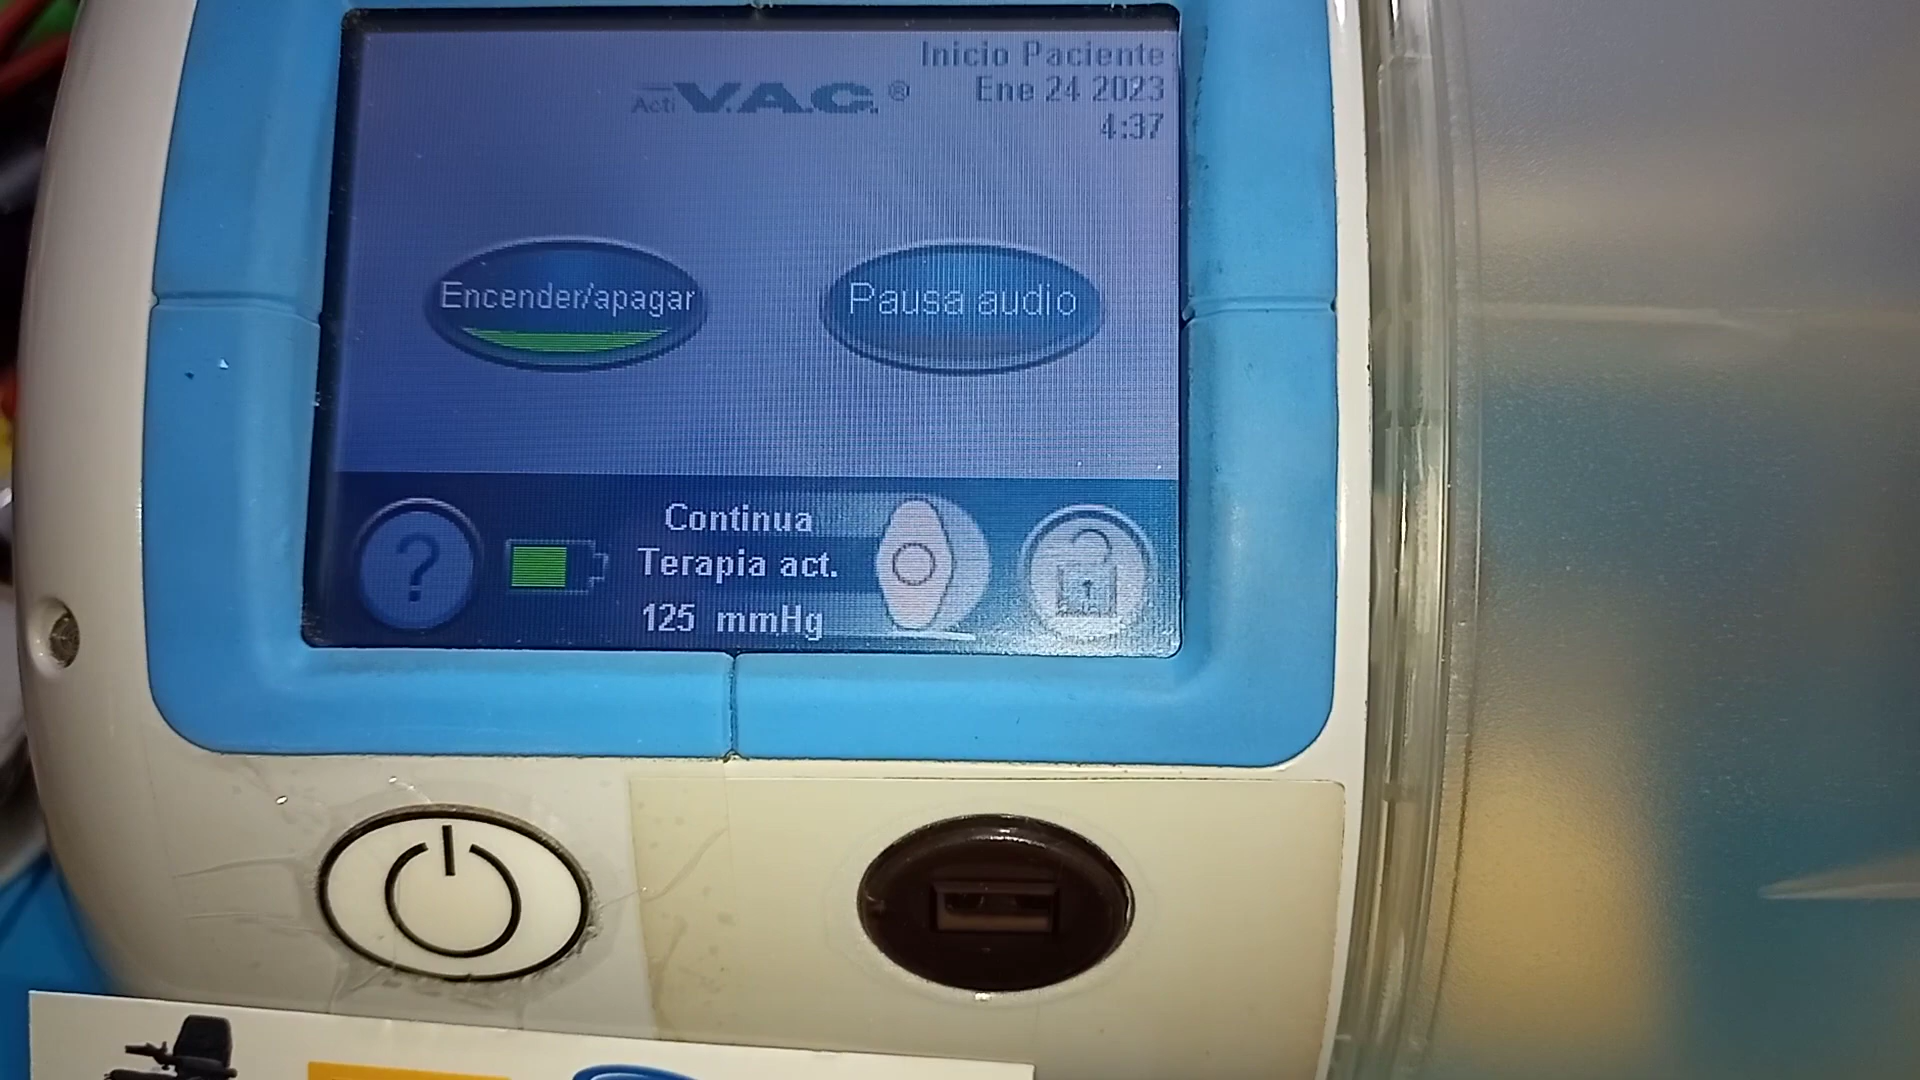 Inicio Paciente
ActiV.A.C.®
Ene 24 2023
4:37
Encender/apagar
Pausa audio
?
Continua
Terapia act.
125 mmHg